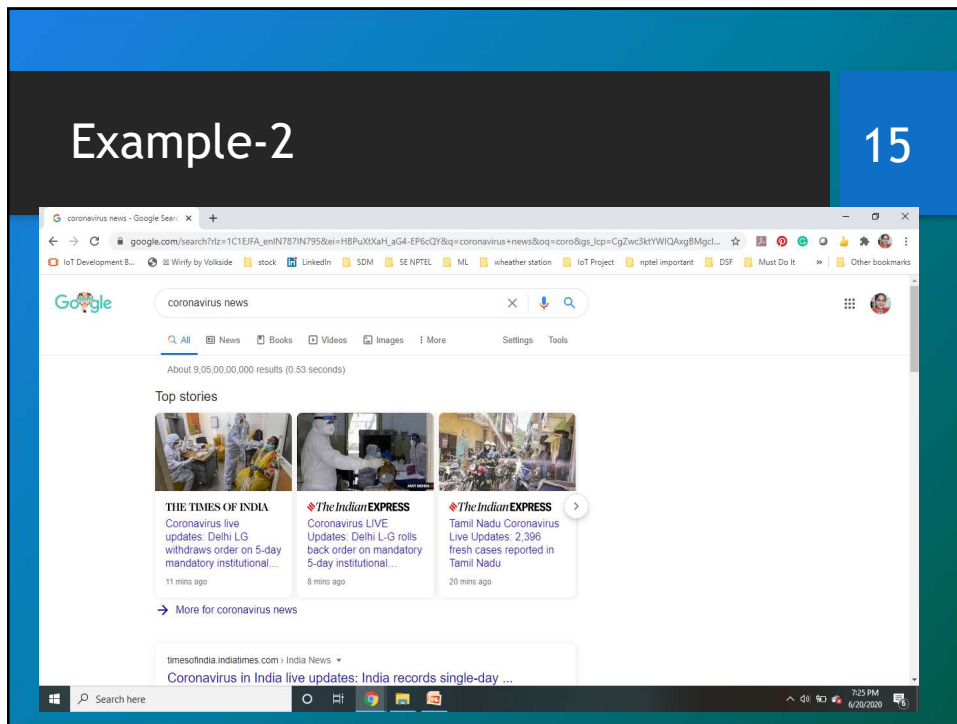 Example-2
15
coronavirus news - Google Searc
google.com/search?rlz=1C1EJFA_enIN787IN795&ei=HBPuXtXaH_aG4-EP6cQY&q=coronavirus+news&oq=coro&gs_lcp=CgZwc3ktYWIQAxgBMgcl...
IoT Development B... Wirify by Volkside stock LinkedIn SDM SE NPTEL ML wheather station IoT Project nptel important DSF Must Do It » Other bookmarks
Google
coronavirus news
All News Books Videos Images More Settings Tools
About 9,05,00,00,000 results (0.53 seconds)
Top stories
THE TIMES OF INDIA
Coronavirus live
updates: Delhi LG
withdraws order on 5-day
mandatory institutional...
11 mins ago
AMIT MEHRA
The Indian EXPRESS
Coronavirus LIVE
Updates: Delhi L-G rolls
back order on mandatory
5-day institutional...
8 mins ago
The Indian EXPRESS
Tamil Nadu Coronavirus
Live Updates: 2,396
fresh cases reported in
Tamil Nadu
20 mins ago
More for coronavirus news
timesofindia.indiatimes.com › India News
Coronavirus in India live updates: India records single-day ...
Search here
7:25 PM
6/20/2020
6